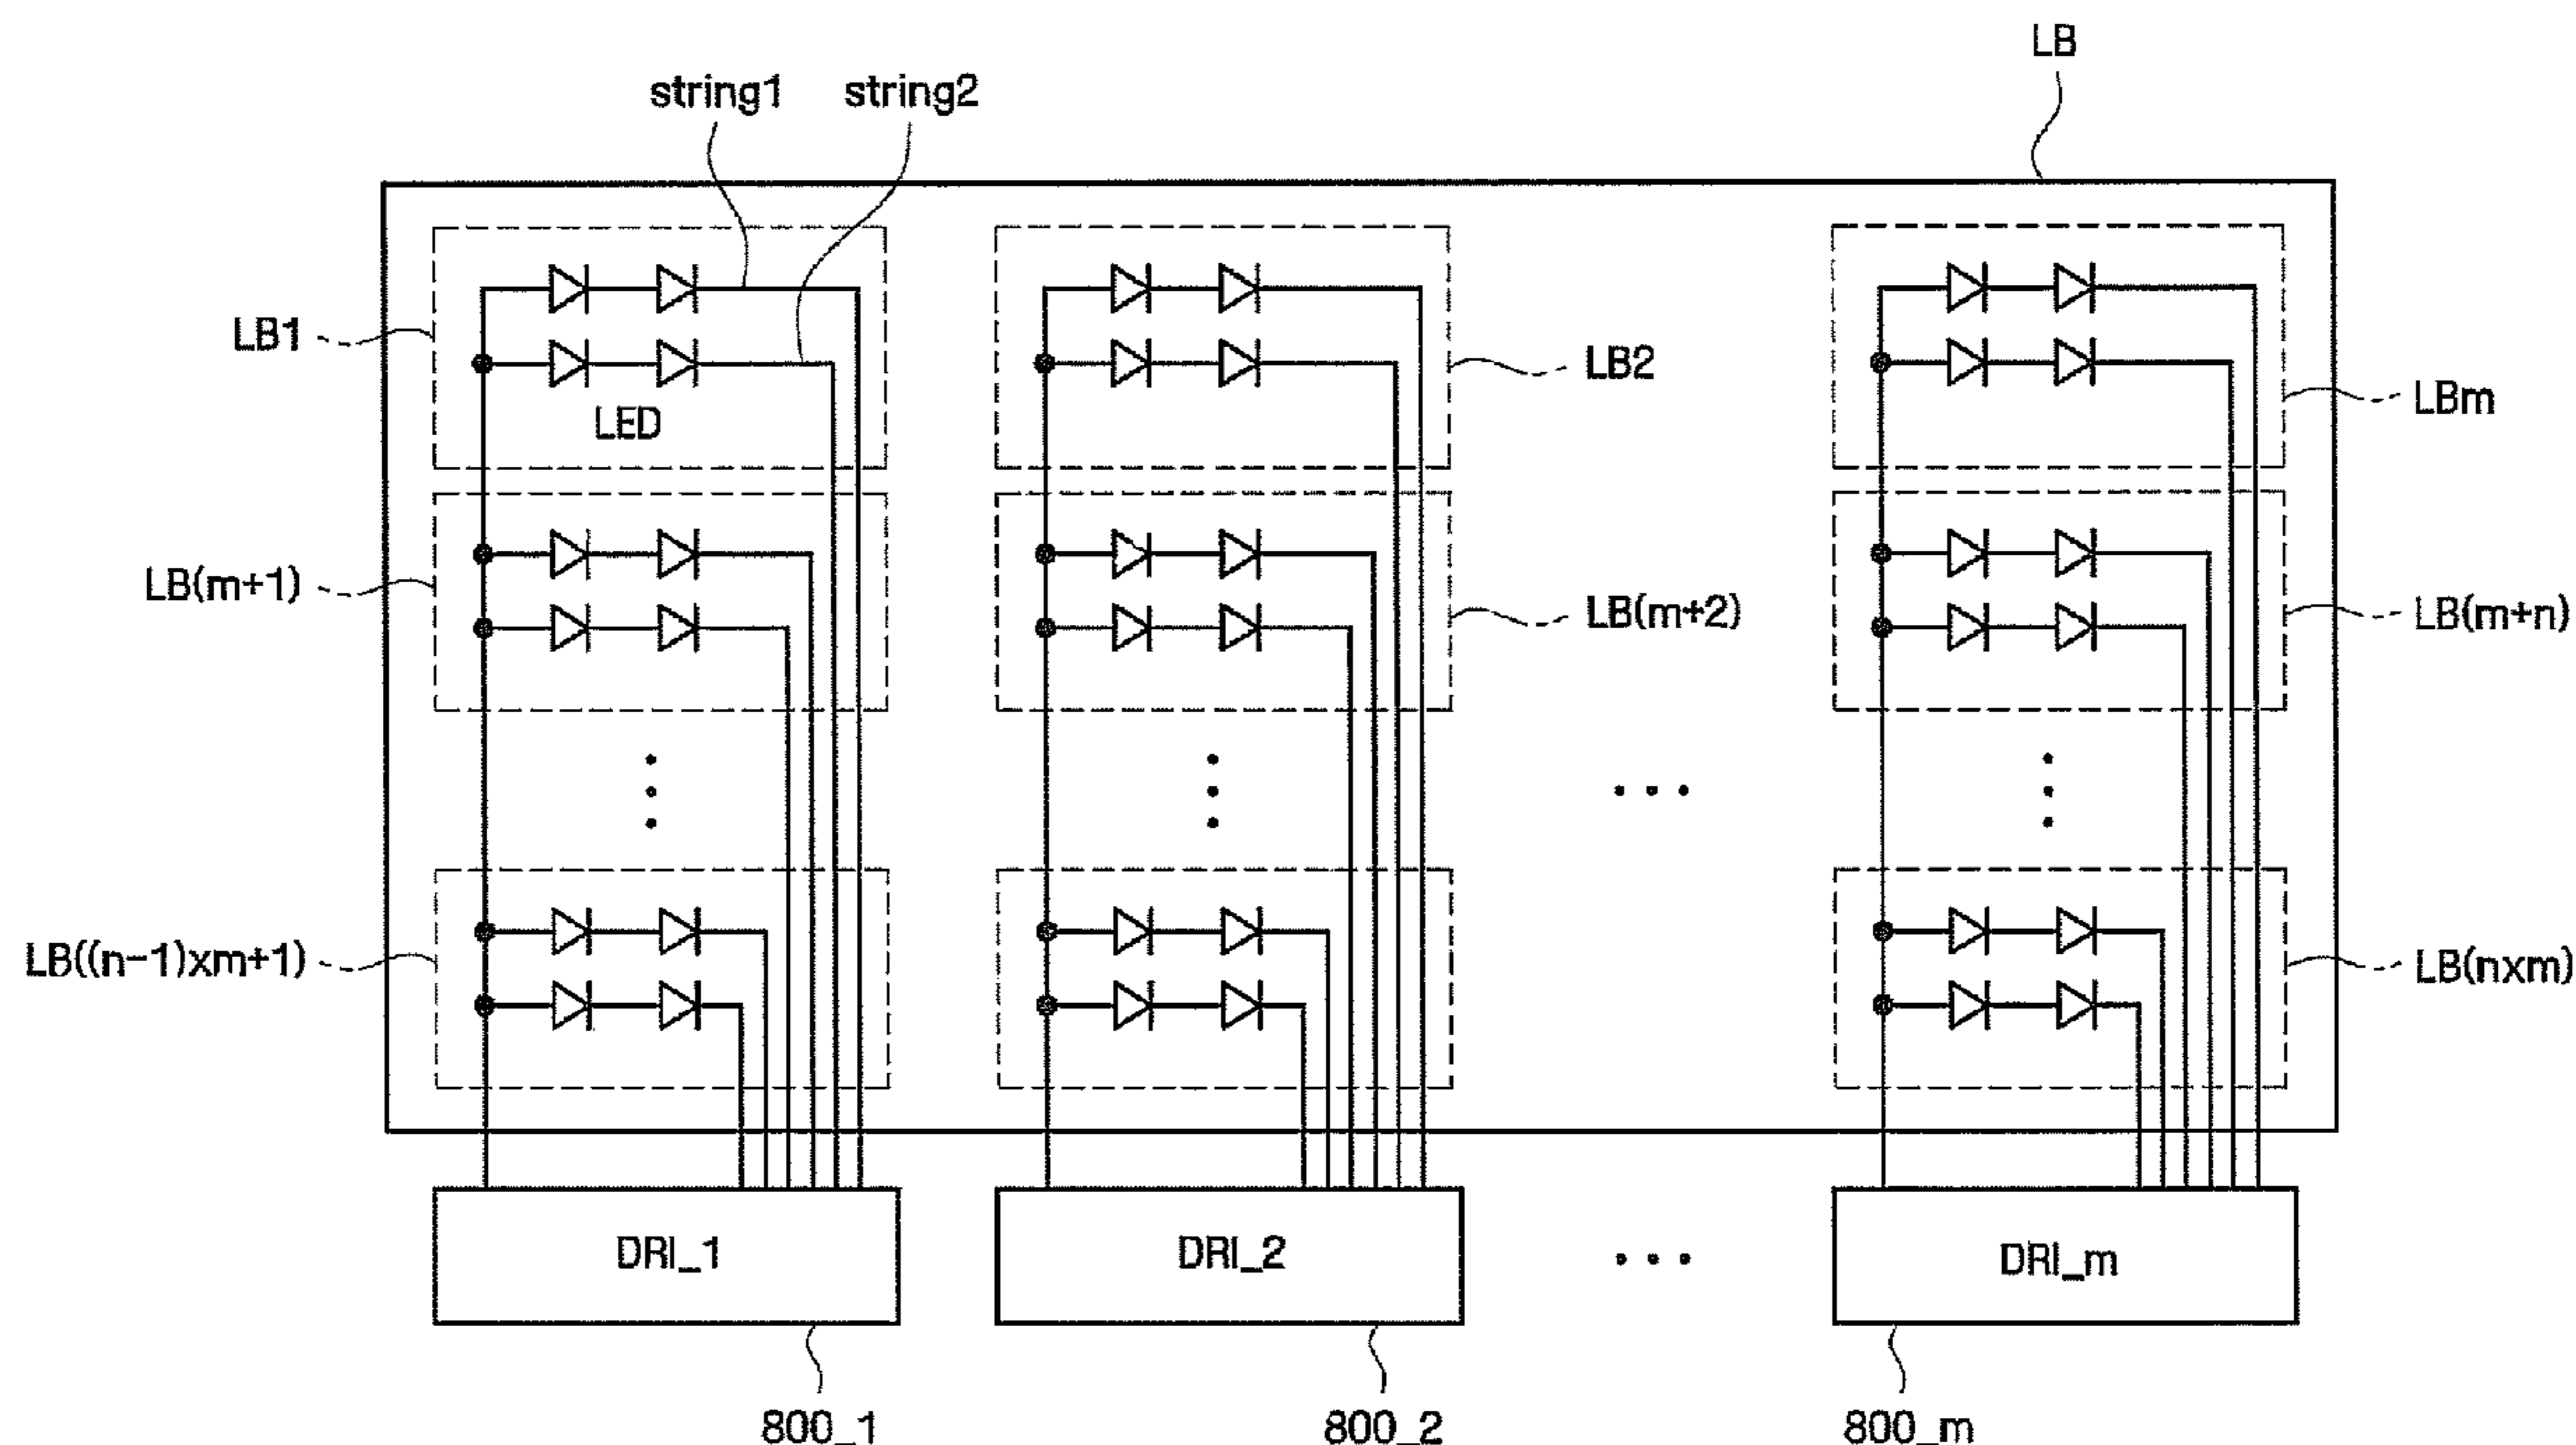 LB
string1 string2
LB1
LB2
LED
LBm
LB(m+1)
LB(m+2)
LB(m+n)
LB((n-1)xm+1)
LB(nxm)
DRI_1
DRI_2
DRI_m
800_1
800_2
800_m